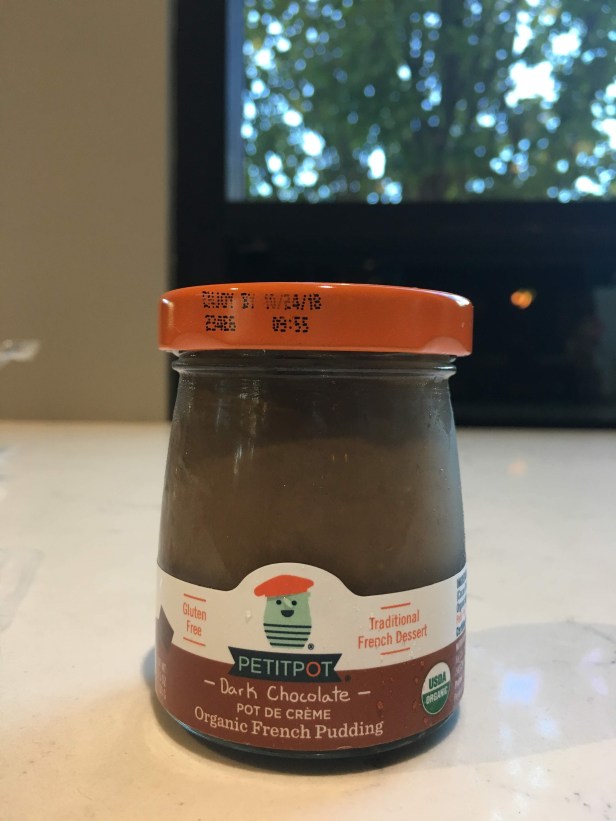 ENJOY BY 10/24/18
234E6 09:55
Gluten
Free
Traditional
French Dessert
PETITPOT
- Dark Chocolate -
POT DE CRÈME
Organic French Pudding
USDA
ORGANIC